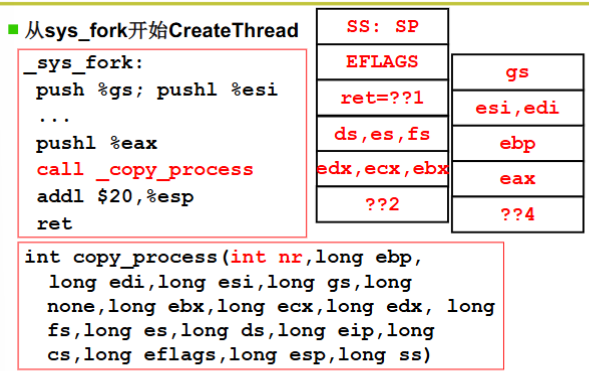 从sys_fork开始CreateThread
_sys_fork:
push %gs; pushl %esi
...
pushl %eax
call _copy_process
addl $20,%esp
ret
SS: SP
EFLAGS
ret=??1
ds,es,fs
edx,ecx,ebx
??2
gs
esi,edi
ebp
eax
??4
int copy_process(int nr,long ebp,
long edi,long esi,long gs,long
none,long ebx,long ecx,long edx, long
fs,long es,long ds,long eip,long
cs,long eflags,long esp,long ss)